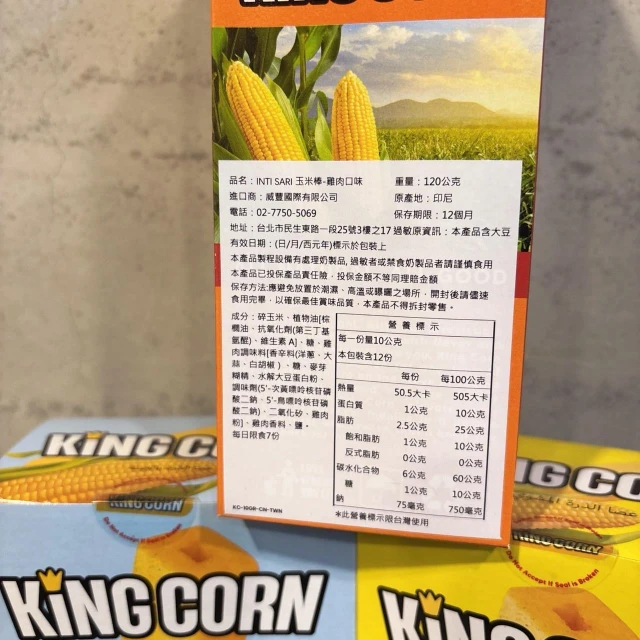 KING CORN
品名：INTI SARI 玉米棒-雞肉口味 重量：120公克
進口商：威豐國際有限公司 原產地：印尼
電話：02-7750-5069 保存期限：12個月
地址：台北市民生東路一段25號3樓之17 過敏原資訊：本產品含大豆
有效日期：(日/月/西元年)標示於包裝上
本產品製程設備有處理奶製品, 過敏者或禁食奶製品者請謹慎食用
本產品已投保產品責任險，投保金額不等同理賠金額
保存方法:應避免放置於潮濕、高溫或曝曬之場所，開封後請儘速
食用完畢，以確保最佳賞味品質，本產品不得拆封零售。
成分：碎玉米、植物油[棕
櫚油、抗氧化劑(第三丁基
氫醌)、維生素A]、糖、雞
肉調味料[香辛料(洋蔥、大
蒜、白胡椒）、糖、麥芽
糊精、水解大豆蛋白粉、
調味劑(5'-次黃嘌呤核苷磷
酸二鈉、5'-鳥嘌呤核苷磷
酸二鈉)、二氧化矽、雞肉
粉]、雞肉香料、鹽。
每日限食7份
KC-10GR-CN-TWN
營養標示
每一份量10公克
本包裝含12份
每份 每100公克
熱量 50.5大卡 505大卡
蛋白質 1公克 10公克
脂肪 2.5公克 25公克
飽和脂肪 1公克 10公克
反式脂肪 0公克 0公克
碳水化合物 6公克 60公克
糖 1公克 10公克
鈉 75毫克 750毫克
*此營養標示限台灣使用
KING CO
KING CORN
Do Not Accept If Seal is Broken
KING CORN
NG CO
KING CORN
Do Not Accept If Seal is Broken
KING